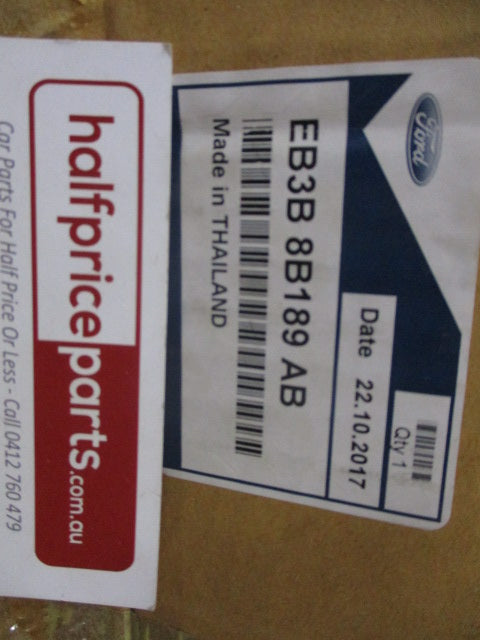 Ford
EB3B 8B189 AB
Made in THAILAND
Date 22.10.2017
Qty 1
halfpriceparts.com.au
Car Parts For Half Price Or Less - Call 0412 760 479